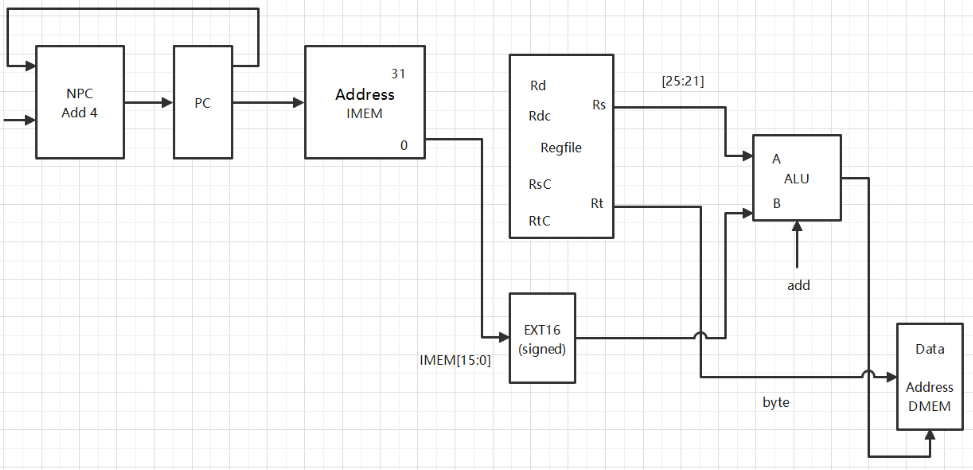 NPC
Add 4
PC
31
Address
IMEM
0
Rd
Rdc
Regfile
RsC
RtC
Rs
Rt
[25:21]
A
ALU
B
add
EXT16
(signed)
IMEM[15:0]
byte
Data
Address
DMEM